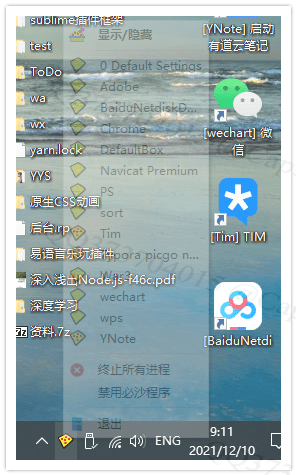 sublime插件框架
test
ToDo
wa
wx
yarn.lock
YYS
原生CSS动画
后台.rp
易语言音乐玩插件
深入浅出Node.js-f46c.pdf
深度学习
资料.7z
显示/隐藏
0 Default Settings
Adobe
BaiduNetdiskD...
Chrome
DefaultBox
Navicat Premium
PS
sort
Tim
Typora picgo n...
wechart
wps
YNote
终止所有进程
禁用必沙程序
退出
[YNote] 启动
有道云笔记
[wechart] 微
信
[Tim] TIM
[BaiduNetdi
ENG
9:11
2021/12/10